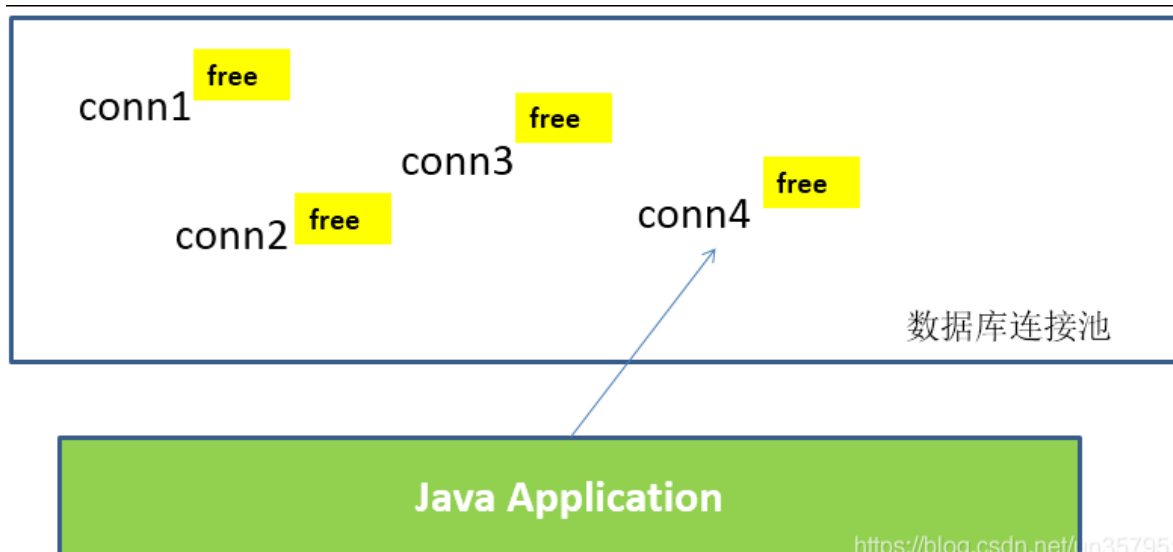 free
conn1
free
conn3
free
conn4
free
conn2
数据库连接池
Java Application
https://blog.csdn.net/